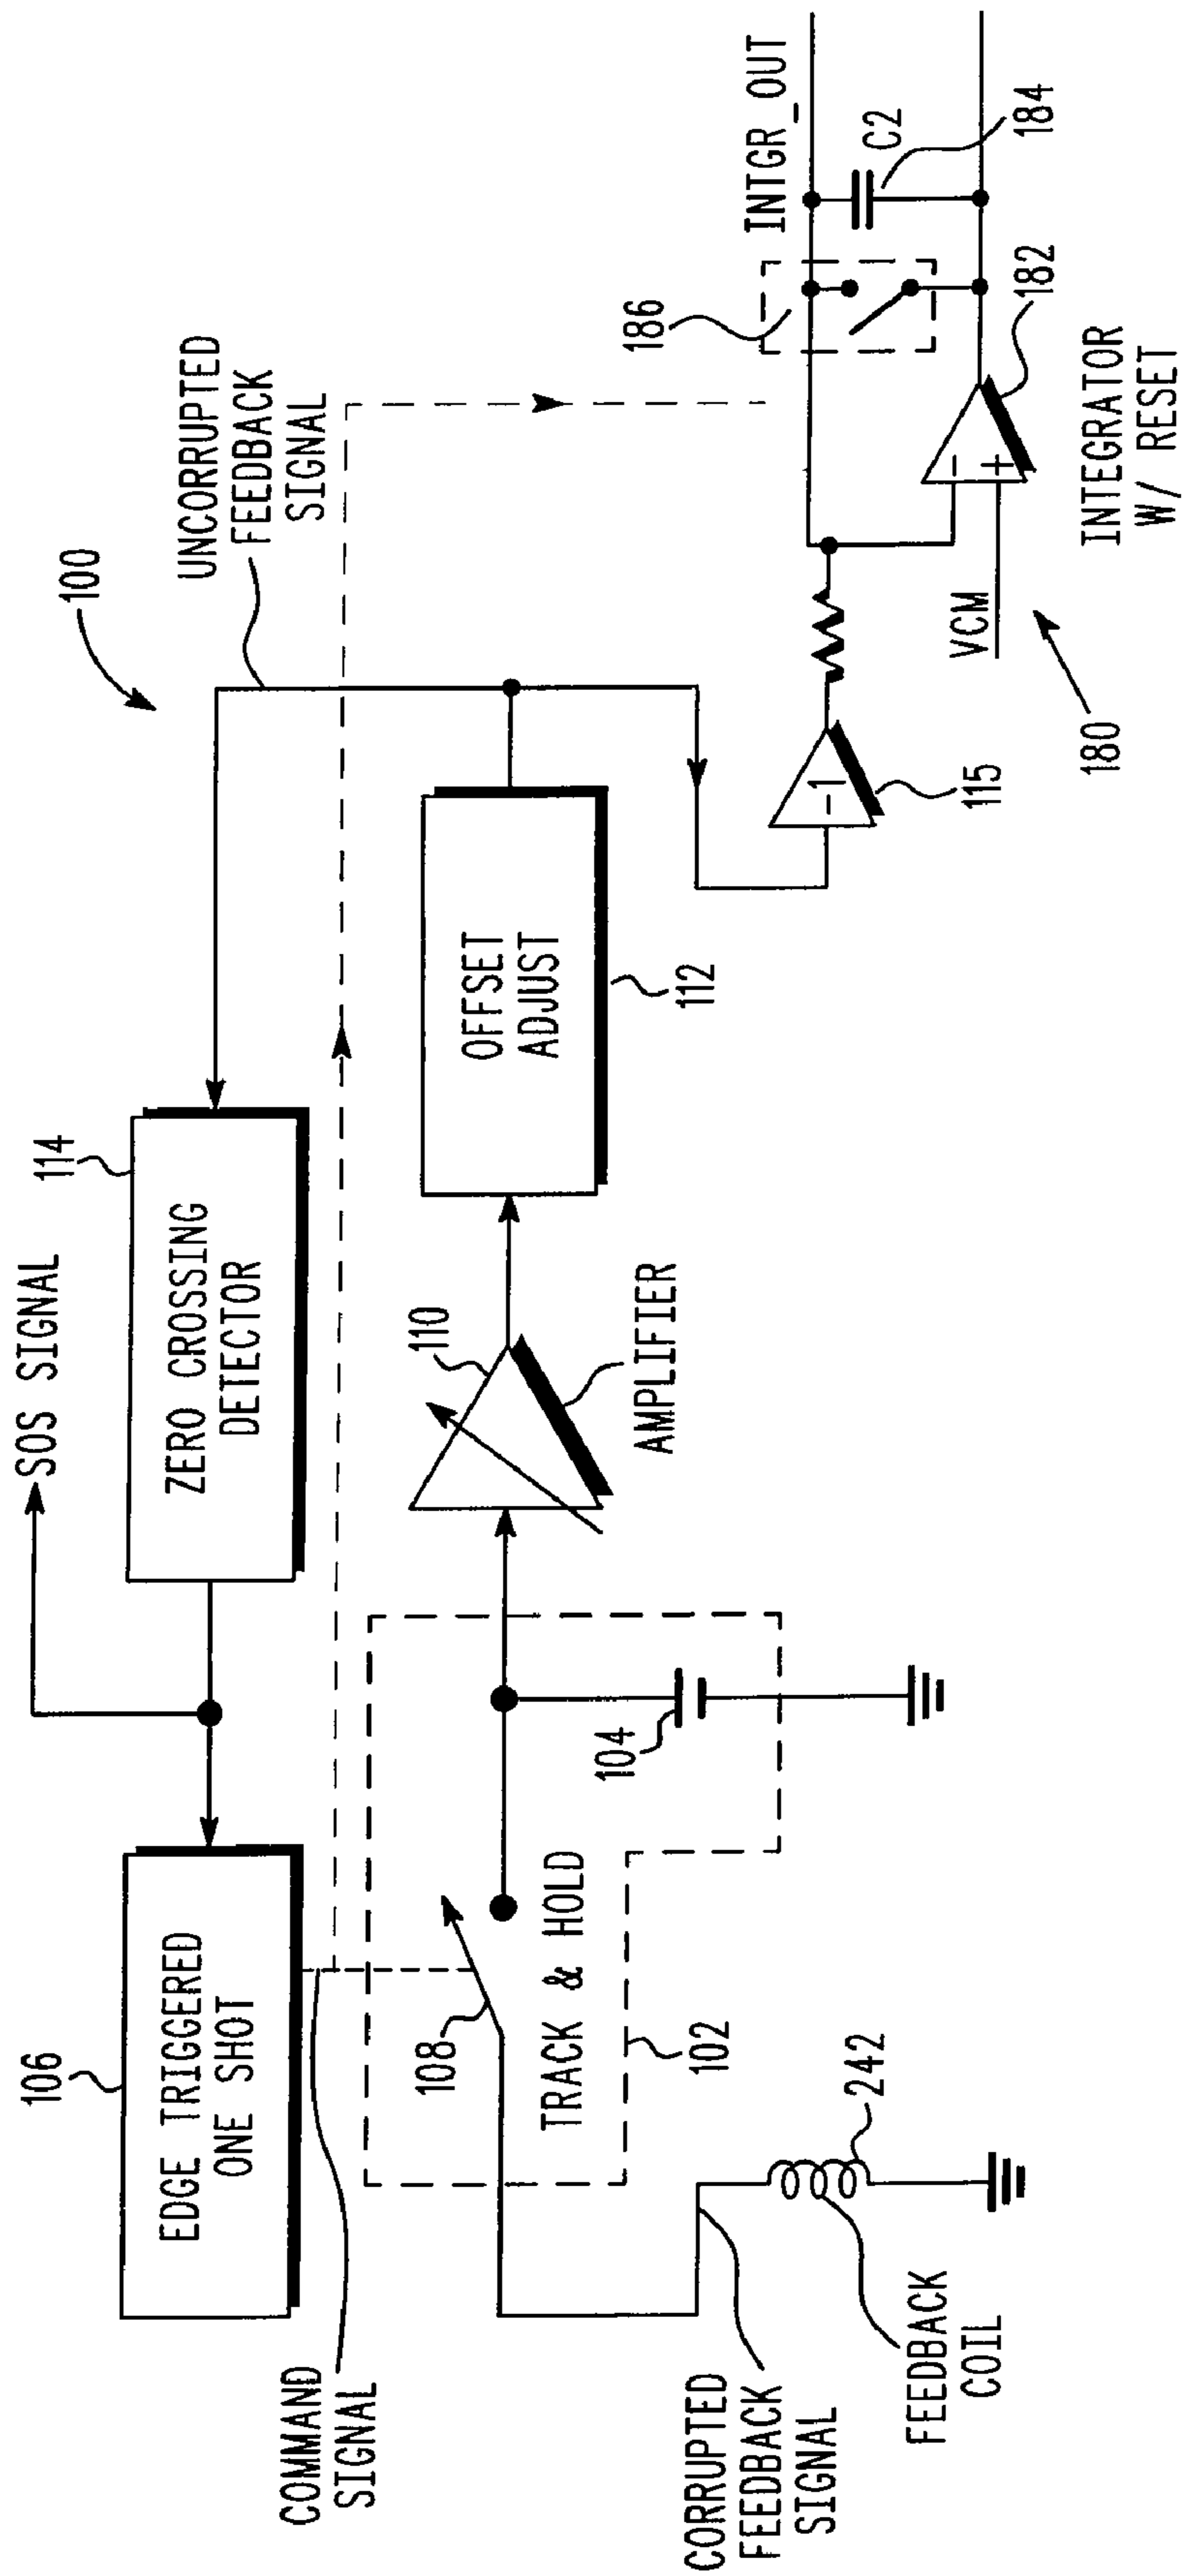 SOS SIGNAL
100
UNCORRUPTED
FEEDBACK
SIGNAL
106
EDGE TRIGGERED
ONE SHOT
114
ZERO CROSSING
DETECTOR
COMMAND
SIGNAL
108
TRACK & HOLD
102
104
110
AMPLIFIER
OFFSET
ADJUST
112
CORRUPTED
FEEDBACK
SIGNAL
242
FEEDBACK
COIL
-1
115
186
INTGR_OUT
C2
184
182
-
+
VCM
180
INTEGRATOR
W/ RESET